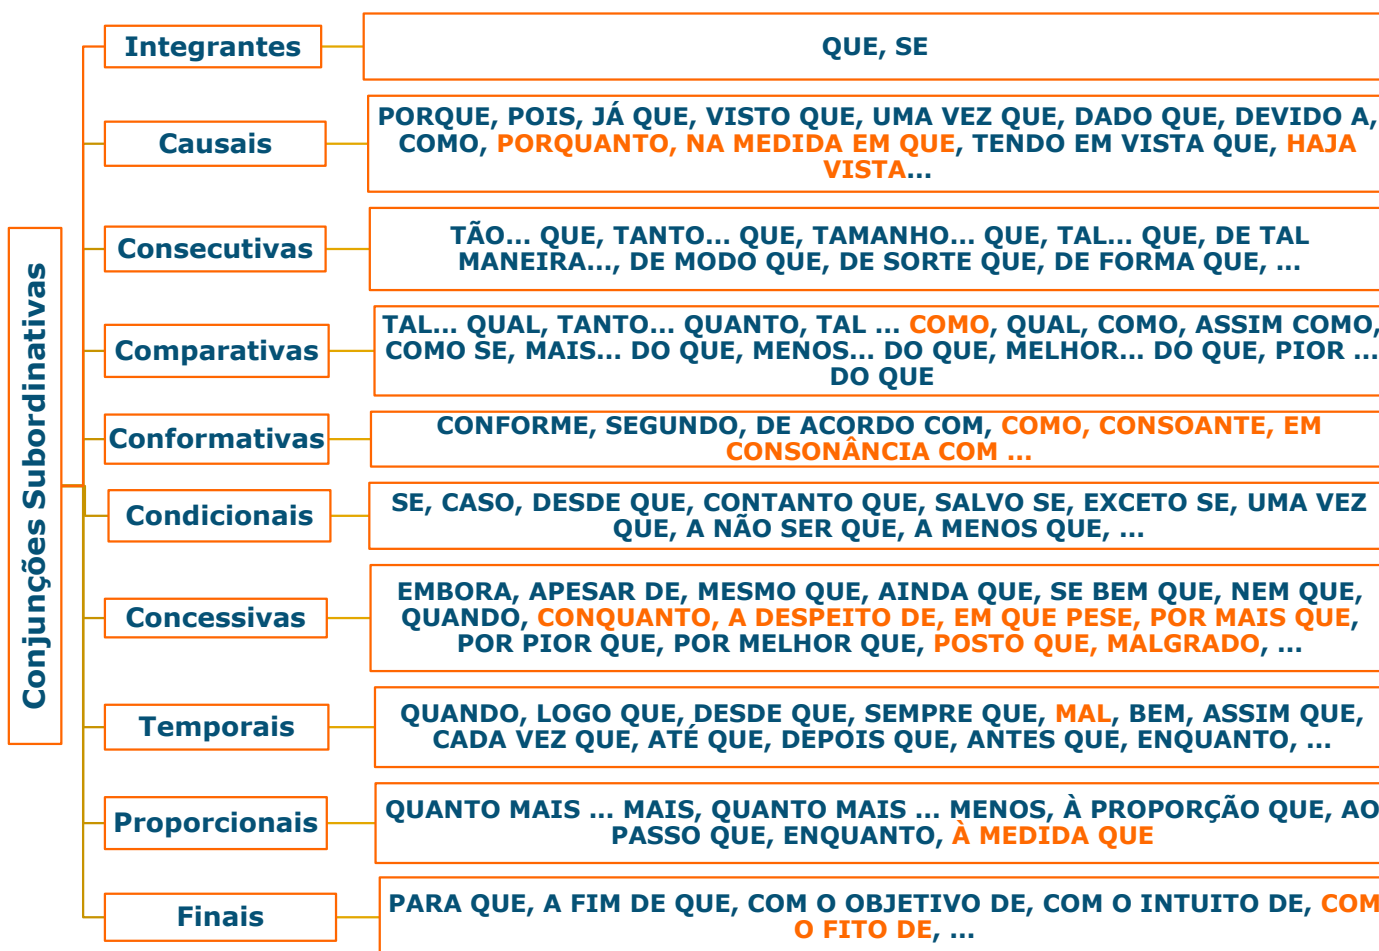 Conjunções Subordinativas
Integrantes
QUE, SE
Causais
PORQUE, POIS, JÁ QUE, VISTO QUE, UMA VEZ QUE, DADO QUE, DEVIDO A,
COMO, PORQUANTO, NA MEDIDA EM QUE, TENDO EM VISTA QUE, HAJA
VISTA...
Consecutivas
TÃO... QUE, TANTO... QUE, TAMANHO... QUE, TAL... QUE, DE TAL
MANEIRA..., DE MODO QUE, DE SORTE QUE, DE FORMA QUE, ...
Comparativas
TAL... QUAL, TANTO... QUANTO, TAL ... COMO, QUAL, COMO, ASSIM COMO,
COMO SE, MAIS... DO QUE, MENOS... DO QUE, MELHOR... DO QUE, PIOR ...
DO QUE
Conformativas
CONFORME, SEGUNDO, DE ACORDO COM, COMO, CONSOANTE, EM
CONSONÂNCIA COM ...
Condicionais
SE, CASO, DESDE QUE, CONTANTO QUE, SALVO SE, EXCETO SE, UMA VEZ
QUE, A NÃO SER QUE, A MENOS QUE, ...
Concessivas
EMBORA, APESAR DE, MESMO QUE, AINDA QUE, SE BEM QUE, NEM QUE,
QUANDO, CONQUANTO, A DESPEITO DE, EM QUE PESE, POR MAIS QUE,
POR PIOR QUE, POR MELHOR QUE, POSTO QUE, MALGRADO, ...
Temporais
QUANDO, LOGO QUE, DESDE QUE, SEMPRE QUE, MAL, BEM, ASSIM QUE,
CADA VEZ QUE, ATÉ QUE, DEPOIS QUE, ANTES QUE, ENQUANTO, ...
Proporcionais
QUANTO MAIS ... MAIS, QUANTO MAIS ... MENOS, À PROPORÇÃO QUE, AO
PASSO QUE, ENQUANTO, À MEDIDA QUE
Finais
PARA QUE, A FIM DE QUE, COM O OBJETIVO DE, COM O INTUITO DE, COM
O FITO DE, ...